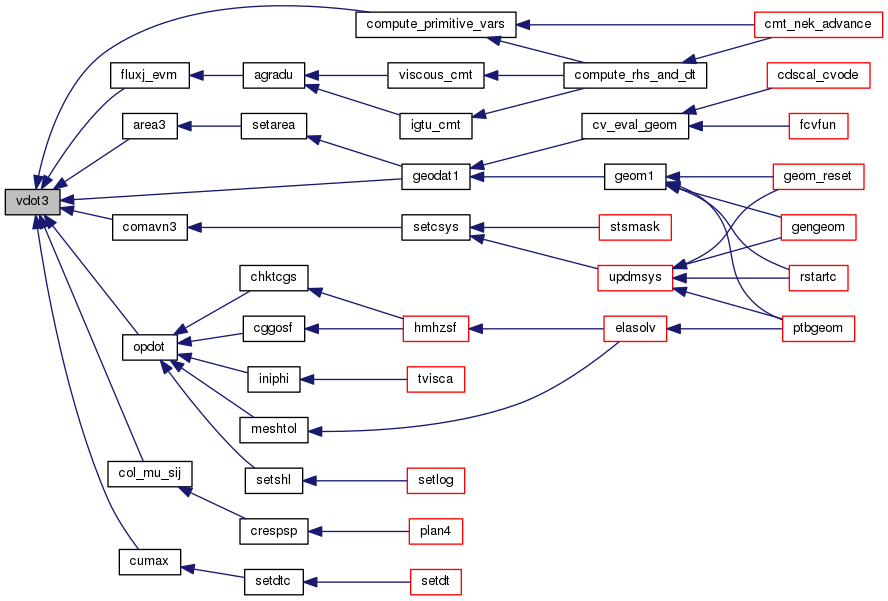 compute_primitive_vars
cmt_nek_advance
fluxj_evm
agradu
viscous_cmt
compute_rhs_and_dt
cdscal_cvode
area3
setarea
igtu_cmt
cv_eval_geom
fcvfun
vdot3
geodat1
geom1
geom_reset
comavn3
setcsys
stsmask
gengeom
updmsys
rstartc
chktcgs
opdot
cggosf
hmhzsf
elasolv
ptbgeom
iniphi
tvisca
meshtol
col_mu_sij
setshl
setlog
crespsp
plan4
cumax
setdtc
setdt